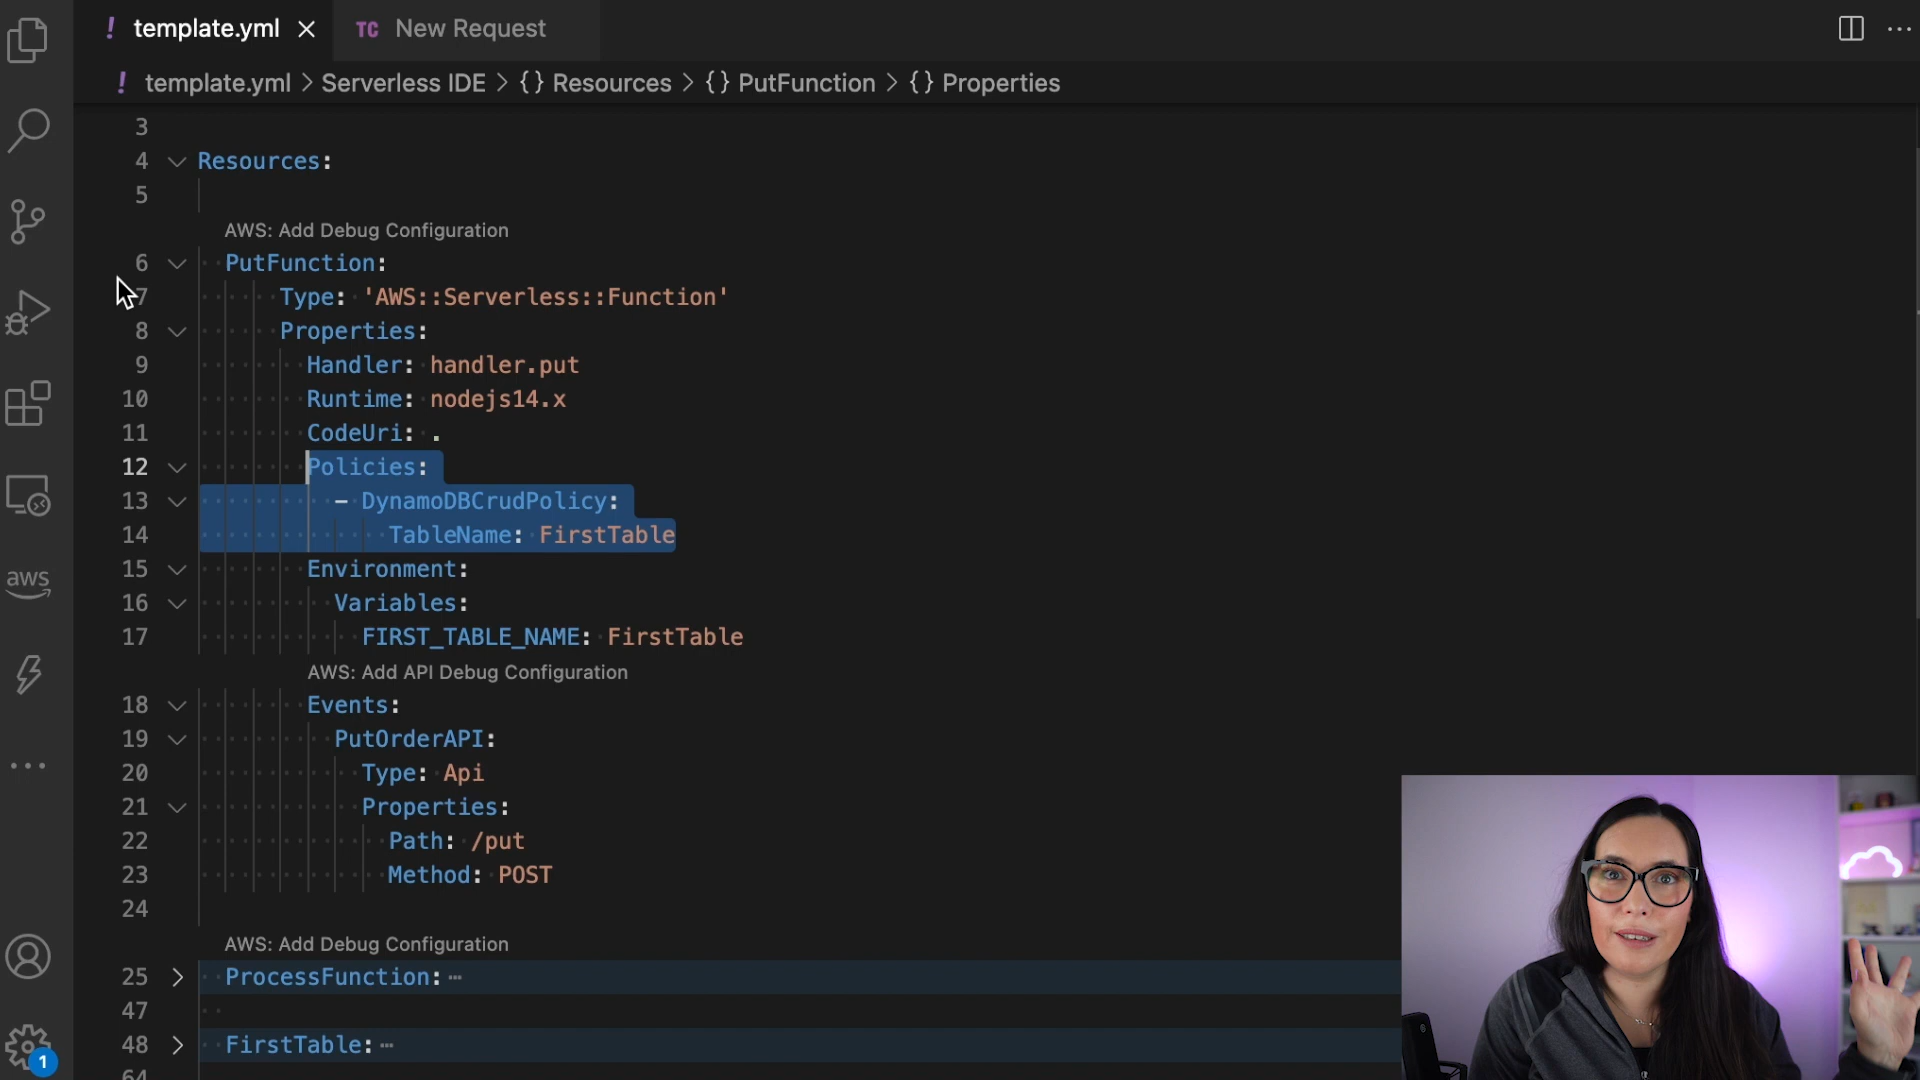 ! template.yml
TC New Request
! template.yml > Serverless IDE > {} Resources > {} PutFunction > {} Properties
3
4 Resources:
5
AWS: Add Debug Configuration
6 PutFunction:
7 Type: 'AWS::Serverless::Function'
8 Properties:
9 Handler: handler.put
10 Runtime: nodejs14.x
11 CodeUri: .
12 Policies:
13 - DynamoDBCrudPolicy:
14 TableName: FirstTable
15 Environment:
16 Variables:
17 FIRST_TABLE_NAME: FirstTable
AWS: Add API Debug Configuration
18 Events:
19 PutOrderAPI:
20 Type: Api
21 Properties:
22 Path: /put
23 Method: POST
24
AWS: Add Debug Configuration
25 ProcessFunction: …
47
48 FirstTable: …
64
aws
1